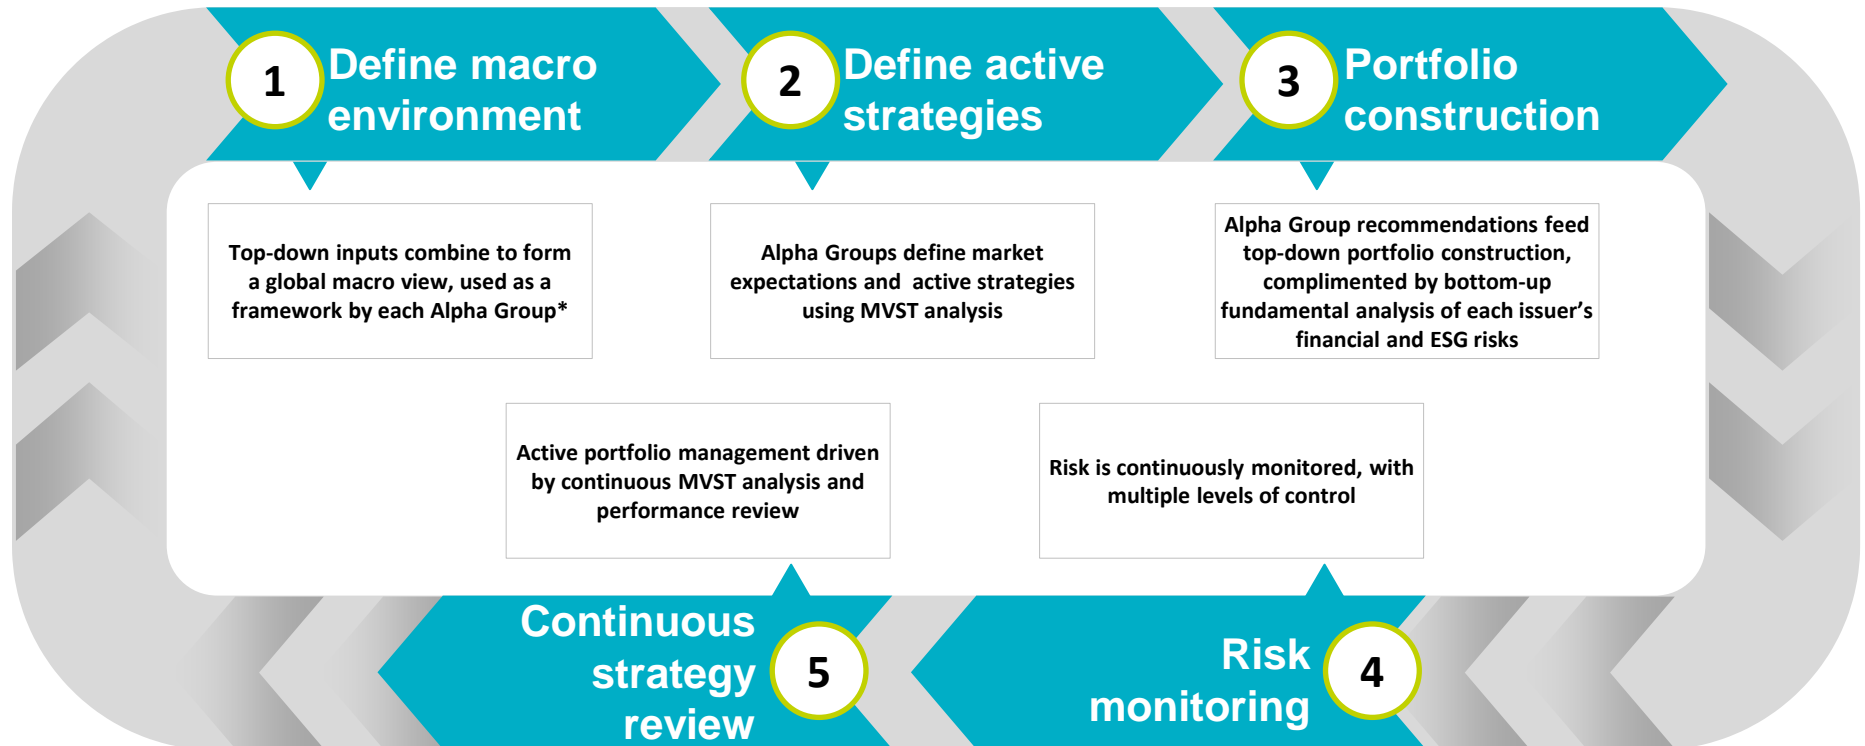 1
Define macro
environment
2
Define active
strategies
3
Portfolio
construction
Top-down inputs combine to form
a global macro view, used as a
framework by each Alpha Group*
Alpha Groups define market
expectations and  active strategies
using MVST analysis
Alpha Group recommendations feed
top-down portfolio construction,
complimented by bottom-up
fundamental analysis of each issuer’s
financial and ESG risks
Active portfolio management driven
by continuous MVST analysis and
performance review
Risk is continuously monitored, with
multiple levels of control
Continuous
strategy
review
5
Risk
monitoring
4